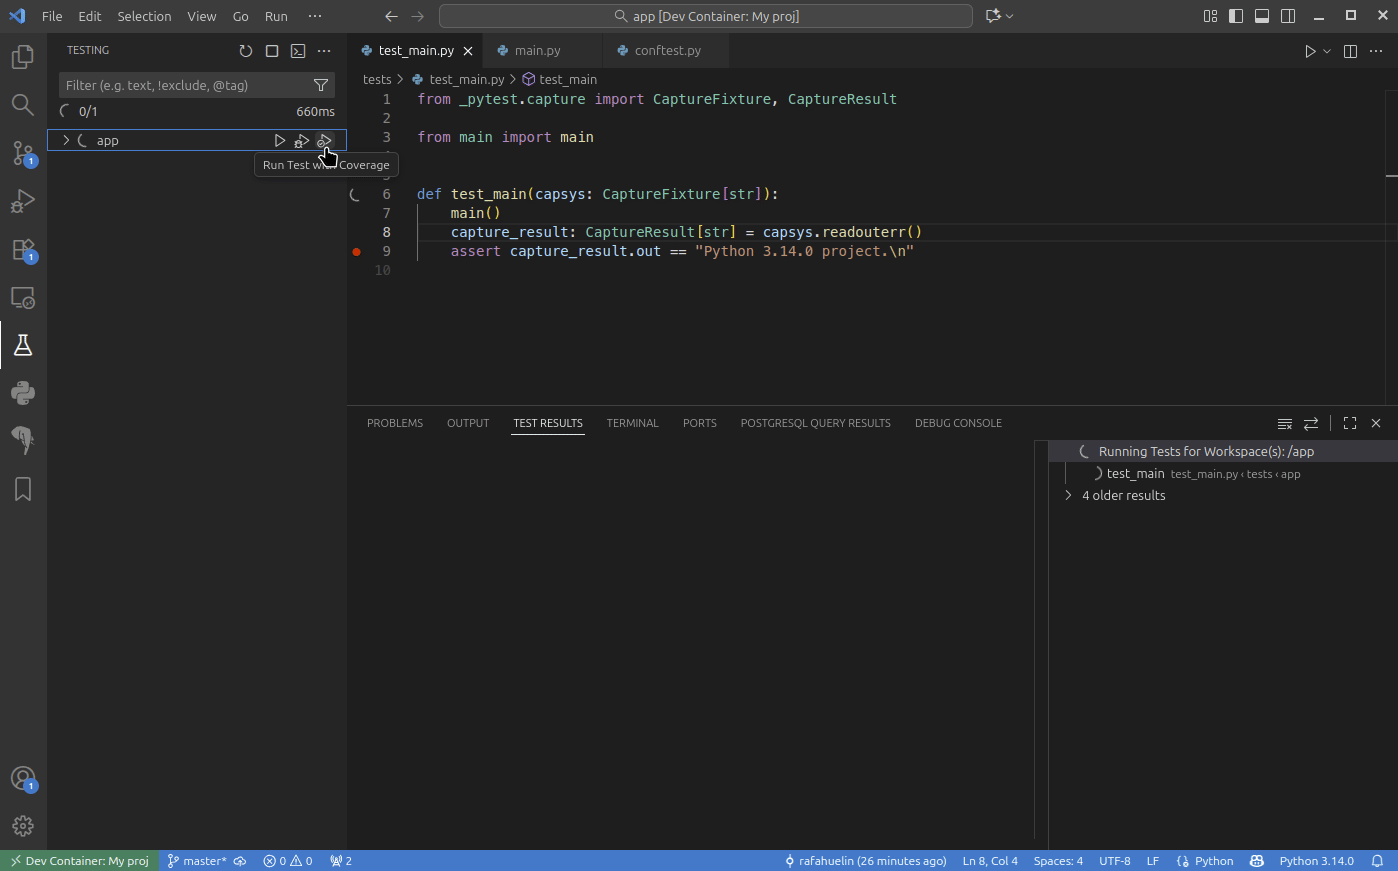 File Edit Selection View Go Run ···
app [Dev Container: My proj]
TESTING
Filter (e.g. text, !exclude, @tag)
0/1 660ms
app
Run Test with Coverage
test_main.py main.py conftest.py
tests > test_main.py > test_main
1 from _pytest.capture import CaptureFixture, CaptureResult
2
3 from main import main
6 def test_main(capsys: CaptureFixture[str]):
7 main()
8 capture_result: CaptureResult[str] = capsys.readouterr()
9 assert capture_result.out == "Python 3.14.0 project.\n"
10
PROBLEMS OUTPUT TEST RESULTS TERMINAL PORTS POSTGRESQL QUERY RESULTS DEBUG CONSOLE
Running Tests for Workspace(s): /app
test_main test_main.py ‹ tests ‹ app
4 older results
1
1
1
Dev Container: My proj master* 0 0 2 rafahuelin (26 minutes ago) Ln 8, Col 4 Spaces: 4 UTF-8 LF Python Python 3.14.0